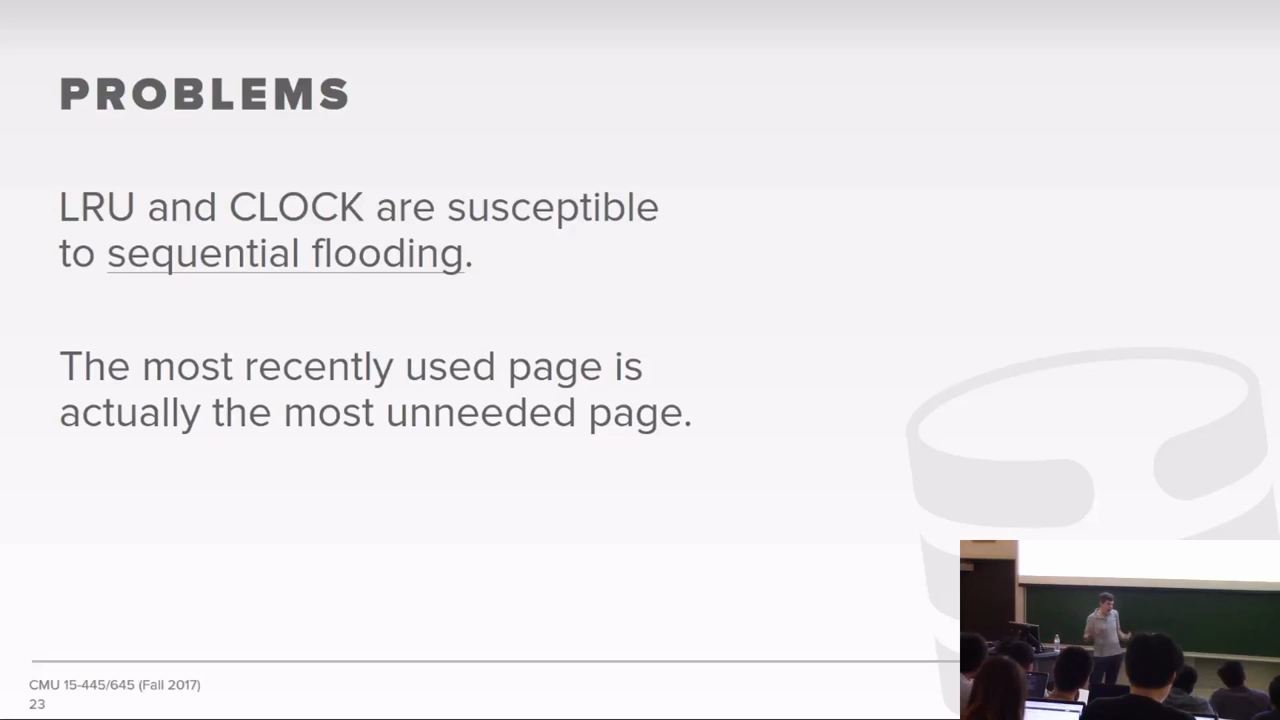 PROBLEMS
LRU and CLOCK are susceptible
to sequential flooding.
The most recently used page is
actually the most unneeded page.
CMU 15-445/645 (Fall 2017)
23